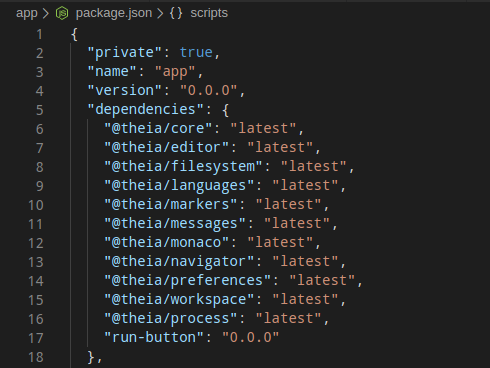 app > package.json > {} scripts
1 {
2 "private": true,
3 "name": "app",
4 "version": "0.0.0",
5 "dependencies": {
6 "@theia/core": "latest",
7 "@theia/editor": "latest",
8 "@theia/filesystem": "latest",
9 "@theia/languages": "latest",
10 "@theia/markers": "latest",
11 "@theia/messages": "latest",
12 "@theia/monaco": "latest",
13 "@theia/navigator": "latest",
14 "@theia/preferences": "latest",
15 "@theia/workspace": "latest",
16 "@theia/process": "latest",
17 "run-button": "0.0.0"
18 },